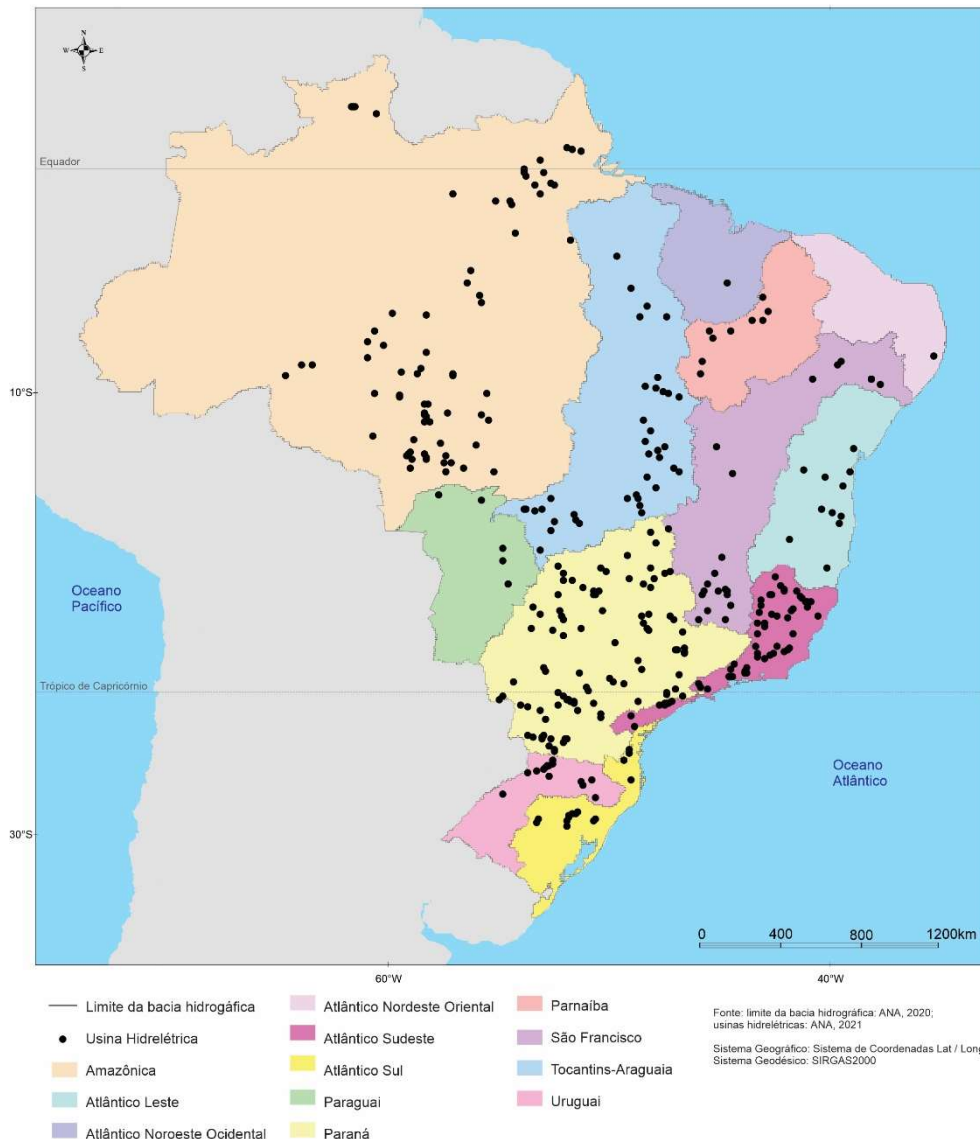 N
W E
S
Equador
10°S
Oceano
Pacífico
Trópico de Capricórnio
Oceano
Atlântico
30°S
0 400 800 1200km
60°W 40°W
Limite da bacia hidrogáfica
Usina Hidrelétrica
Amazônica
Atlântico Leste
Atlântico Noroeste Ocidental
Atlântico Nordeste Oriental
Atlântico Sudeste
Atlântico Sul
Paraguai
Paraná
Parnaíba
São Francisco
Tocantins-Araguaia
Uruguai
Fonte: limite da bacia hidrográfica: ANA, 2020;
usinas hidrelétricas: ANA, 2021
Sistema Geográfico: Sistema de Coordenadas Lat / Long
Sistema Geodésico: SIRGAS2000